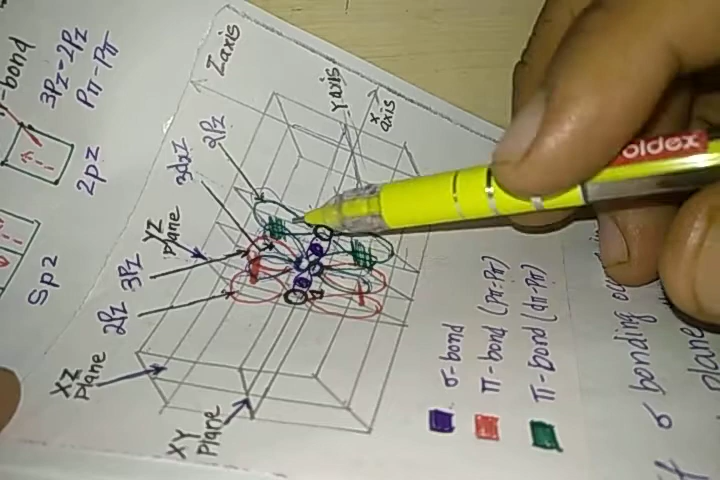 -bond
3Pz = 2Pz
Pπ-Pπ
2pz
sp2
Z axis
Y axis
X
axis
2Pz
3dxz
YZ
Plane
3Pz
2Pz
XZ
Plane
XY
Plane
oldex
σ-bond
π-bond (pπ-pπ)
π-bond (dπ-pπ)
σ bonding
plane